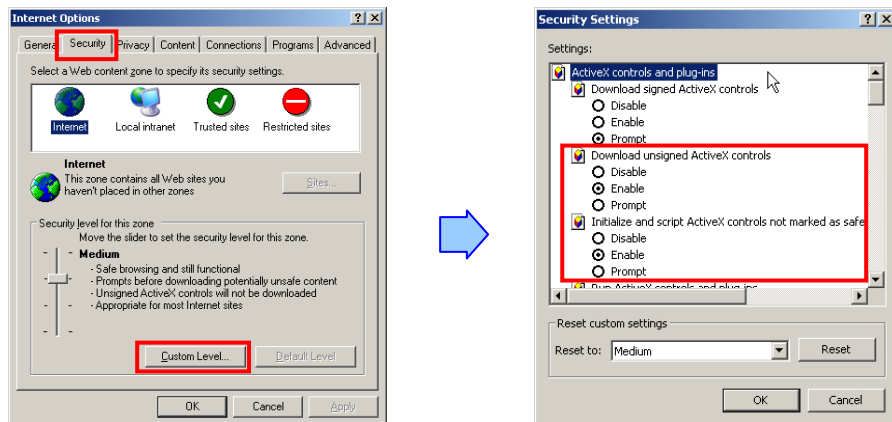 Internet Options
General Security Privacy Content Connections Programs Advanced
Select a Web content zone to specify its security settings.
Internet Local intranet Trusted sites Restricted sites
Internet
This zone contains all Web sites you
haven't placed in other zones
Sites...
Security level for this zone
Move the slider to set the security level for this zone.
Medium
- Safe browsing and still functional
- Prompts before downloading potentially unsafe content
- Unsigned ActiveX controls will not be downloaded
- Appropriate for most Internet sites
Custom Level... Default Level
OK Cancel Apply
Security Settings
Settings:
ActiveX controls and plug-ins
Download signed ActiveX controls
Disable
Enable
Prompt
Download unsigned ActiveX controls
Disable
Enable
Prompt
Initialize and script ActiveX controls not marked as safe
Disable
Enable
Prompt
Run ActiveX controls and plug-ins
Reset custom settings
Reset to: Medium Reset
OK Cancel